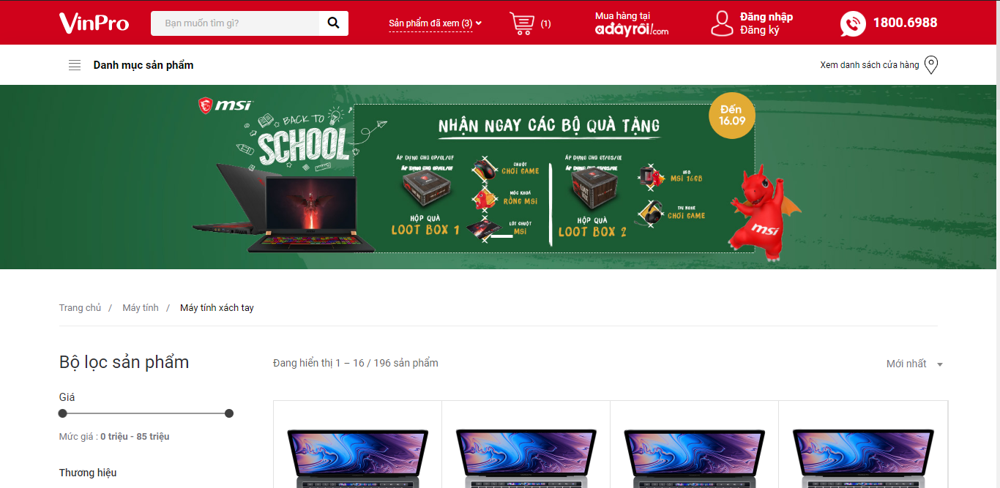 VinPro
Bạn muốn tìm gì?
Sản phẩm đã xem (3)
(1)
Mua hàng tại
adâyrồi!.com
Đăng nhập
Đăng ký
1800.6988
Danh mục sản phẩm
Xem danh sách cửa hàng
msi
BACK TO
SCHOOL
NHẬN NGAY CÁC BỘ QUÀ TẶNG
Đến
16.09
ÁP DỤNG CHO GP/GL/GF
HỘP QUÀ
LOOT BOX 1
CHUỘT
CHƠI GAME
MÓC KHOÁ
RỒNG MSI
LÓT CHUỘT
MSI
ÁP DỤNG CHO GT/GS/GE
HỘP QUÀ
LOOT BOX 2
USB
MSI 16GB
TAI NGHE
CHƠI GAME
msi
Trang chủ / Máy tính / Máy tính xách tay
Bộ lọc sản phẩm
Đang hiển thị 1 – 16 / 196 sản phẩm
Mới nhất
Giá
Mức giá : 0 triệu - 85 triệu
Thương hiệu